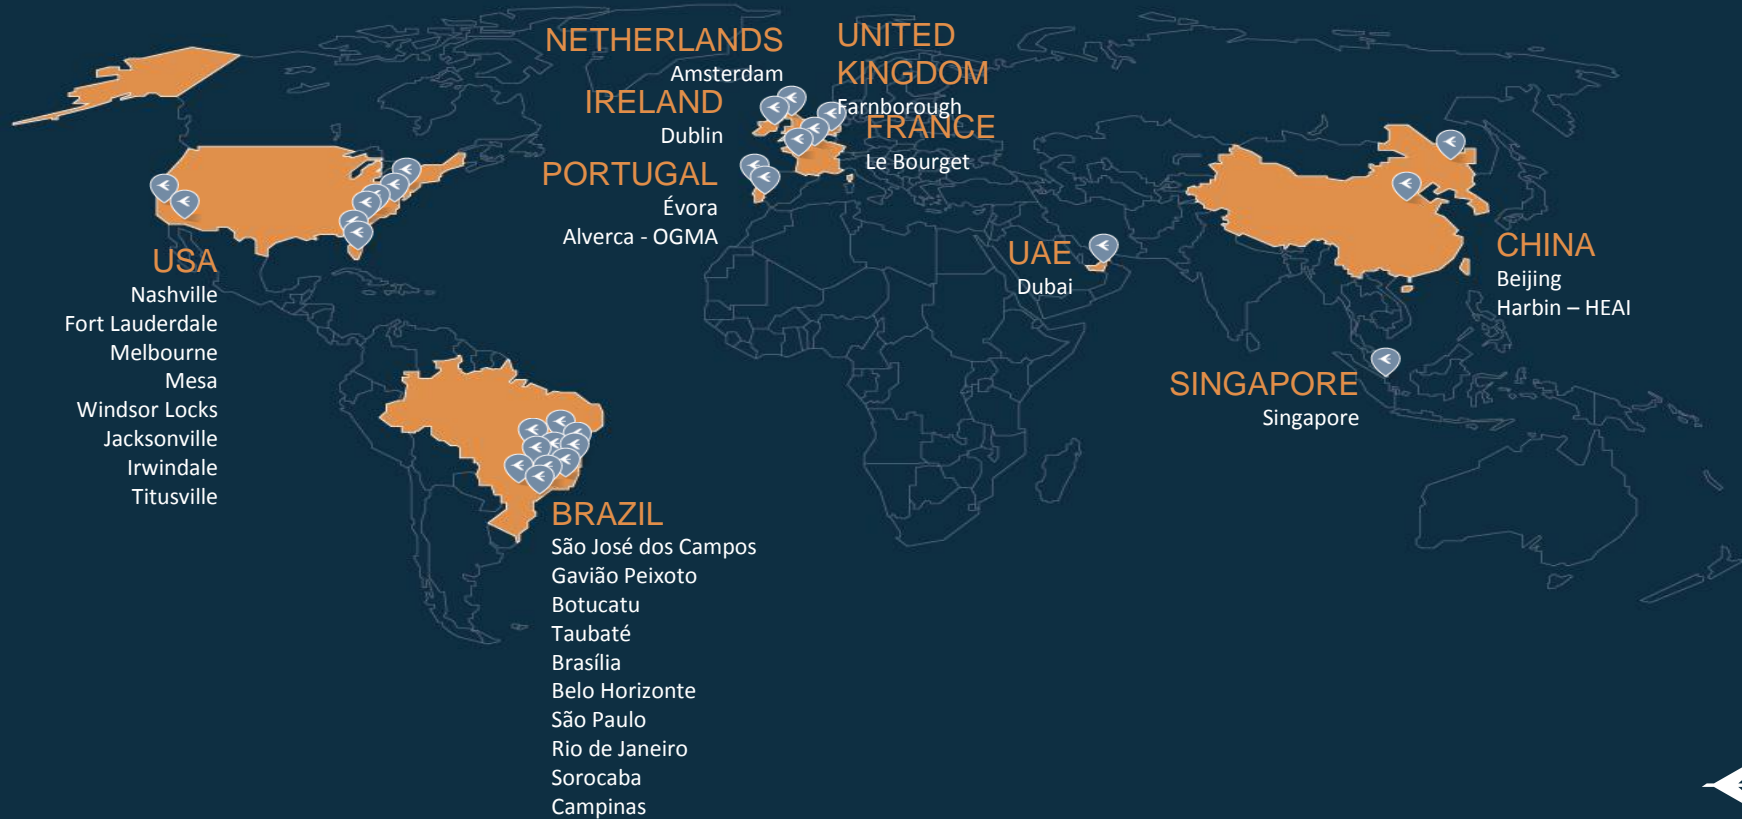 NETHERLANDS
Amsterdam
UNITED
KINGDOM
Farnborough
IRELAND
Dublin
FRANCE
Le Bourget
PORTUGAL
Évora
Alverca - OGMA
USA
Nashville
Fort Lauderdale
Melbourne
Mesa
Windsor Locks
Jacksonville
Irwindale
Titusville
UAE
Dubai
CHINA
Beijing
Harbin – HEAI
SINGAPORE
Singapore
BRAZIL
São José dos Campos
Gavião Peixoto
Botucatu
Taubaté
Brasília
Belo Horizonte
São Paulo
Rio de Janeiro
Sorocaba
Campinas